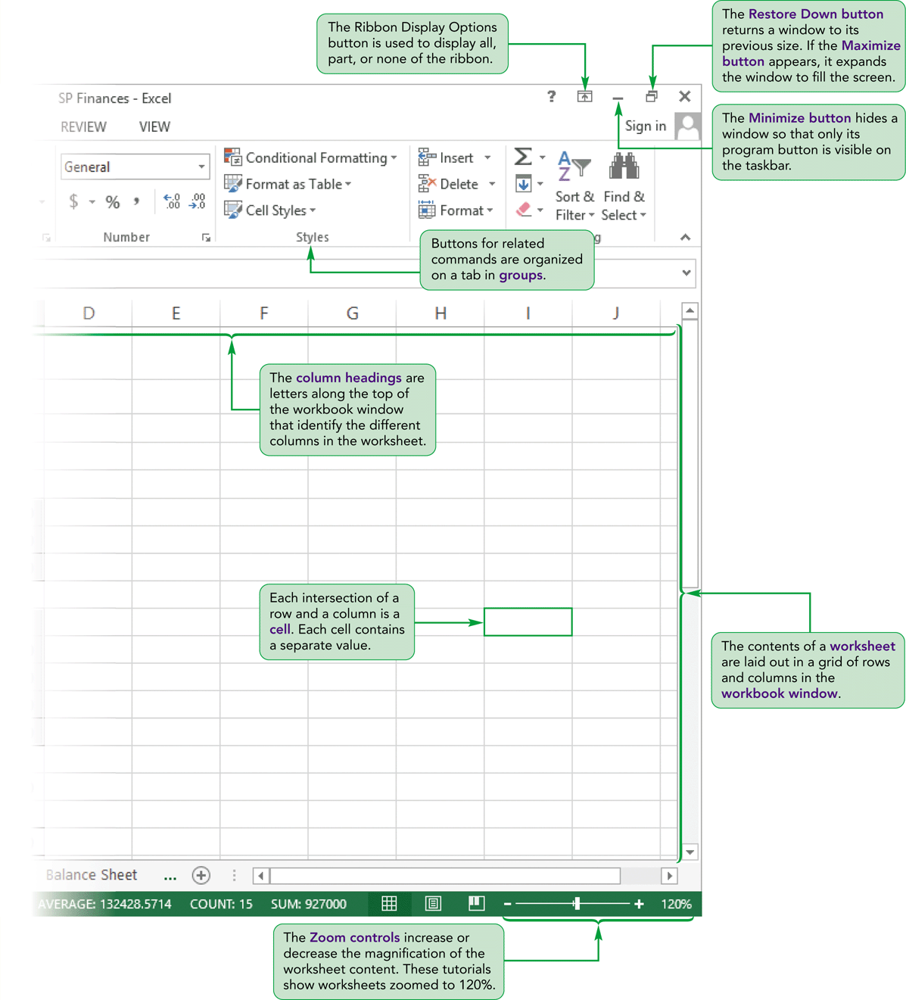 The Ribbon Display Options
button is used to display all,
part, or none of the ribbon.
The Restore Down button
returns a window to its
previous size. If the Maximize
button appears, it expands
the window to fill the screen.
SP Finances - Excel
?
REVIEW VIEW
Sign in
The Minimize button hides a
window so that only its
program button is visible on
the taskbar.
General
$ % ,
←.0 .00
.00 →.0
Number
Conditional Formatting
Format as Table
Cell Styles
Styles
Insert
Delete
Format
Σ
A
Z
Sort &
Filter
Find &
Select
g
Buttons for related
commands are organized
on a tab in groups.
D E F G H I J
The column headings are
letters along the top of
the workbook window
that identify the different
columns in the worksheet.
Each intersection of a
row and a column is a
cell. Each cell contains
a separate value.
The contents of a worksheet
are laid out in a grid of rows
and columns in the
workbook window.
Balance Sheet ...
AVERAGE: 132428.5714 COUNT: 15 SUM: 927000 120%
The Zoom controls increase or
decrease the magnification of the
worksheet content. These tutorials
show worksheets zoomed to 120%.